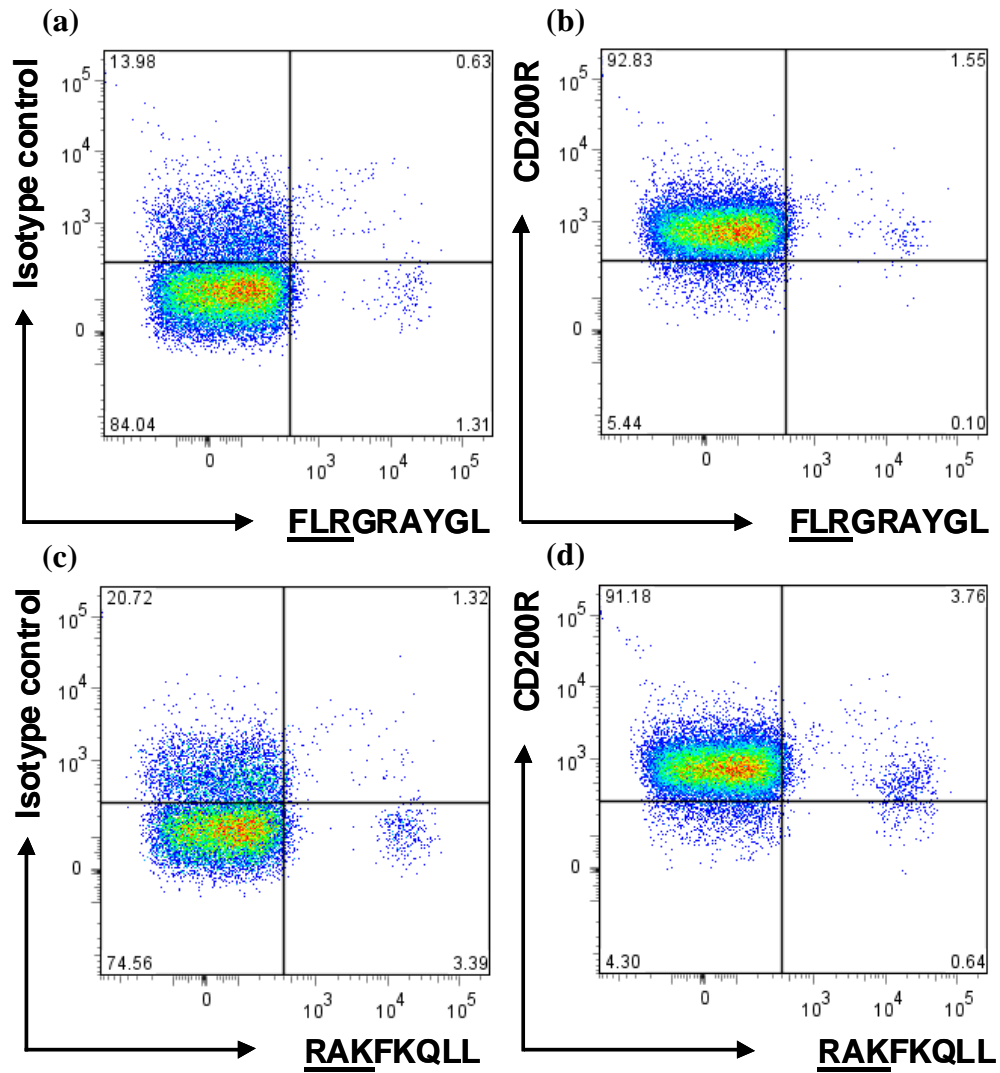 (a)
Isotype control
13.98 0.63
10^5
10^4
10^3
0
84.04 1.31
0 10^3 10^4 10^5
FLRGRAYGL
(b)
CD200R
92.83 1.55
10^5
10^4
10^3
0
5.44 0.10
0 10^3 10^4 10^5
FLRGRAYGL
(c)
Isotype control
20.72 1.32
10^5
10^4
10^3
0
74.56 3.39
0 10^3 10^4 10^5
RAKFKQLL
(d)
CD200R
91.18 3.76
10^5
10^4
10^3
0
4.30 0.64
0 10^3 10^4 10^5
RAKFKQLL